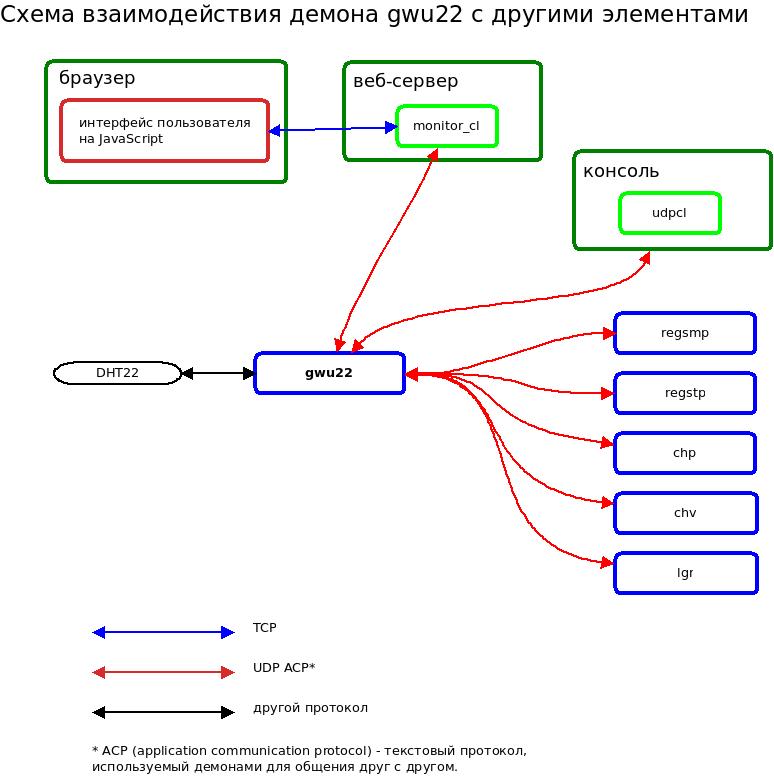 Схема взаимодействия демона gwu22 с другими элементами
браузер
интерфейс пользователя
на JavaScript
веб-сервер
monitor_cl
консоль
udpcl
DHT22
gwu22
regsmp
regstp
chp
chv
lgr
TCP
UDP ACP*
другой протокол
* ACP (application communication protocol) - текстовый протокол,
используемый демонами для общения друг с другом.